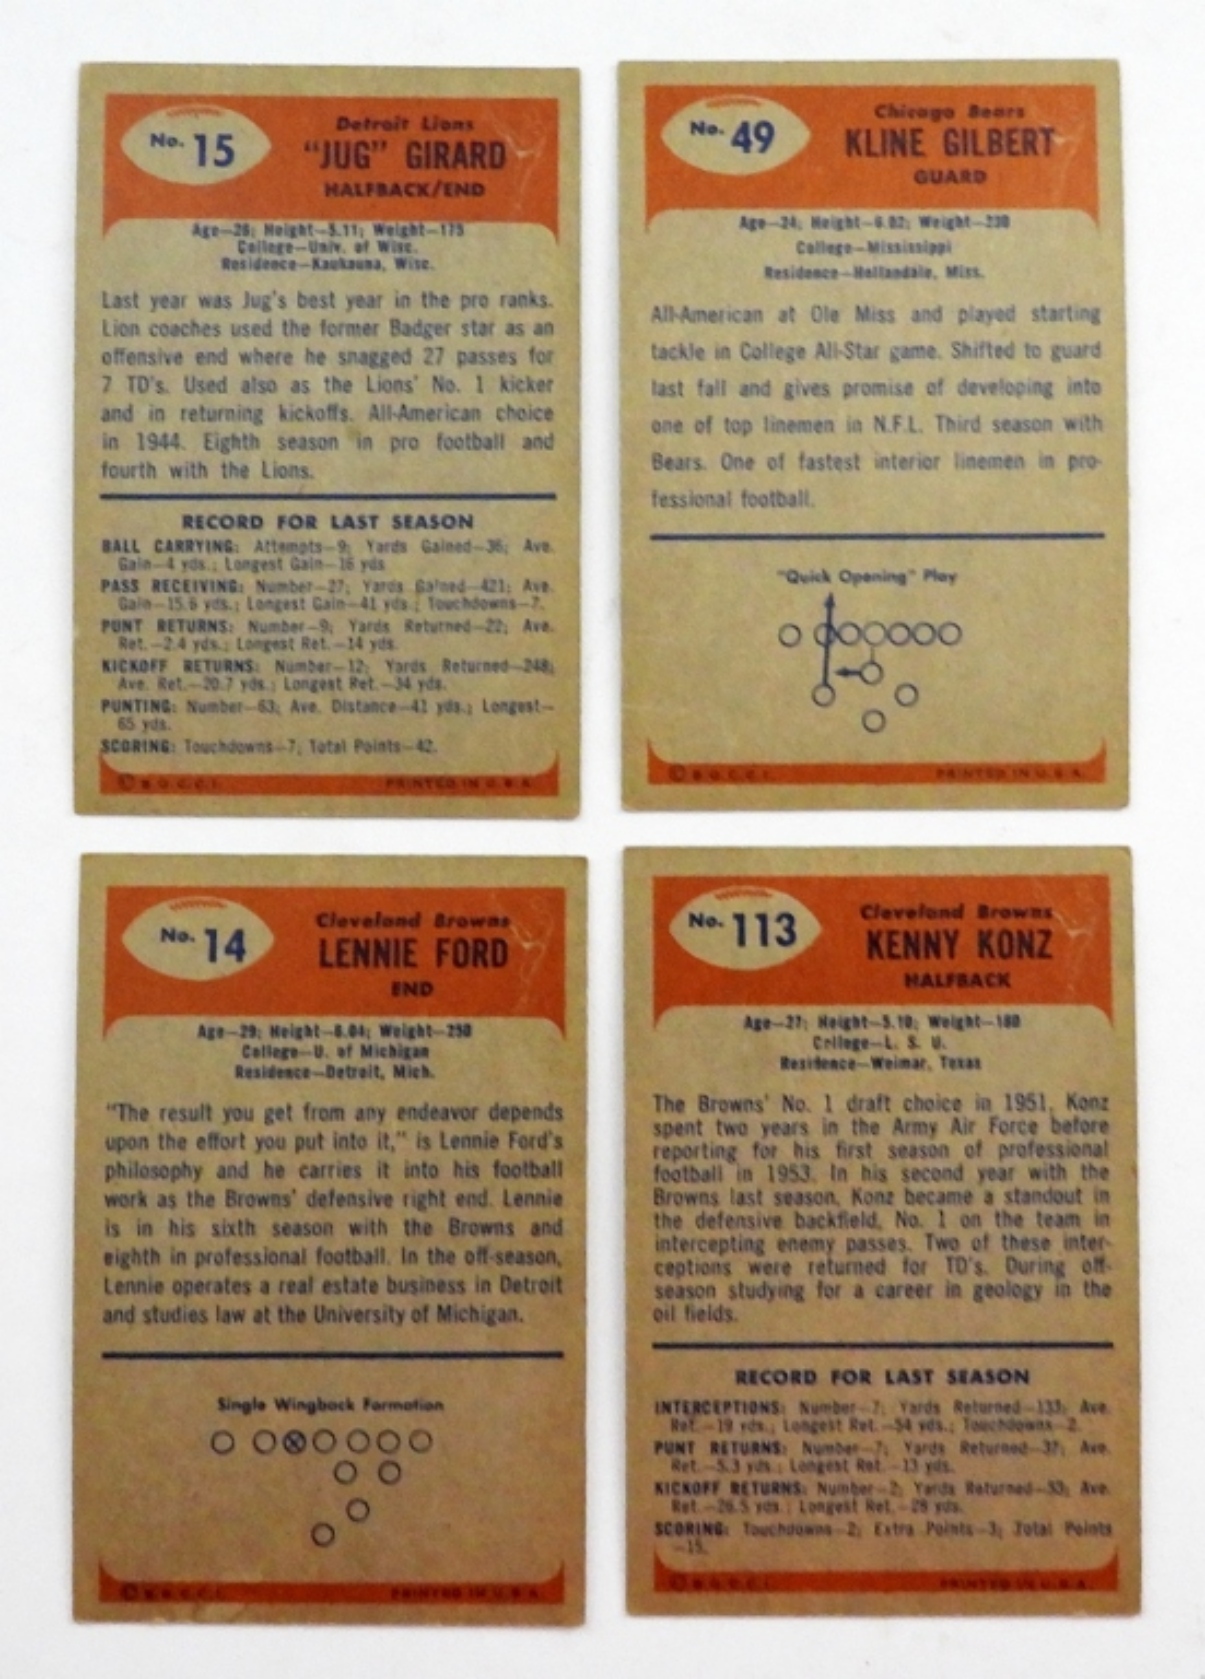 No. 15
Detroit Lions
"JUG" GIRARD
HALFBACK/END
Age—28; Height—5.11; Weight—175
College—Univ. of Wisc.
Residence—Kaukauna, Wisc.
Last year was Jug's best year in the pro ranks.
Lion coaches used the former Badger star as an
offensive end where he snagged 27 passes for
7 TD's. Used also as the Lions' No. 1 kicker
and in returning kickoffs. All-American choice
in 1944. Eighth season in pro football and
fourth with the Lions.
RECORD FOR LAST SEASON
BALL CARRYING: Attempts—9; Yards Gained—36; Ave.
Gain—4 yds.; Longest Gain—16 yds
PASS RECEIVING: Number—27; Yards Gained—421; Ave.
Gain—15.6 yds.; Longest Gain—41 yds.; Touchdowns—7.
PUNT RETURNS: Number—9; Yards Returned—22; Ave.
Ret.—2.4 yds.; Longest Ret.—14 yds.
KICKOFF RETURNS: Number—12; Yards Returned—248;
Ave. Ret.—20.7 yds.; Longest Ret.—34 yds.
PUNTING: Number—63; Ave. Distance—41 yds.; Longest—
65 yds.
SCORING: Touchdowns—7; Total Points—42.
© B.G.C.C.I. PRINTED IN U.S.A.
No. 49
Chicago Bears
KLINE GILBERT
GUARD
Age—24; Height—6.02; Weight—230
College—Mississippi
Residence—Hollandale, Miss.
All-American at Ole Miss and played starting
tackle in College All-Star game. Shifted to guard
last fall and gives promise of developing into
one of top linemen in N.F.L. Third season with
Bears. One of fastest interior linemen in pro-
fessional football.
"Quick Opening" Play
© B.G.C.C.I. PRINTED IN U.S.A.
No. 14
Cleveland Browns
LENNIE FORD
END
Age—29; Height—6.04; Weight—250
College—U. of Michigan
Residence—Detroit, Mich.
"The result you get from any endeavor depends
upon the effort you put into it," is Lennie Ford's
philosophy and he carries it into his football
work as the Browns' defensive right end. Lennie
is in his sixth season with the Browns and
eighth in professional football. In the off-season,
Lennie operates a real estate business in Detroit
and studies law at the University of Michigan.
Single Wingback Formation
© B.G.C.C.I. PRINTED IN U.S.A.
No. 113
Cleveland Browns
KENNY KONZ
HALFBACK
Age—27; Height—5.10; Weight—180
College—L. S. U.
Residence—Weimar, Texas
The Browns' No. 1 draft choice in 1951, Konz
spent two years in the Army Air Force before
reporting for his first season of professional
football in 1953. In his second year with the
Browns last season, Konz became a standout in
the defensive backfield, No. 1 on the team in
intercepting enemy passes. Two of these inter-
ceptions were returned for TD's. During off-
season studying for a career in geology in the
oil fields.
RECORD FOR LAST SEASON
INTERCEPTIONS: Number—7; Yards Returned—133; Ave.
Ret.—19 yds.; Longest Ret.—54 yds.; Touchdowns—2.
PUNT RETURNS: Number—7; Yards Returned—37; Ave.
Ret.—5.3 yds.; Longest Ret.—13 yds.
KICKOFF RETURNS: Number—2; Yards Returned—53; Ave.
Ret.—26.5 yds.; Longest Ret.—28 yds.
SCORING: Touchdowns—2; Extra Points—3; Total Points
—15.
© B.G.C.C.I. PRINTED IN U.S.A.